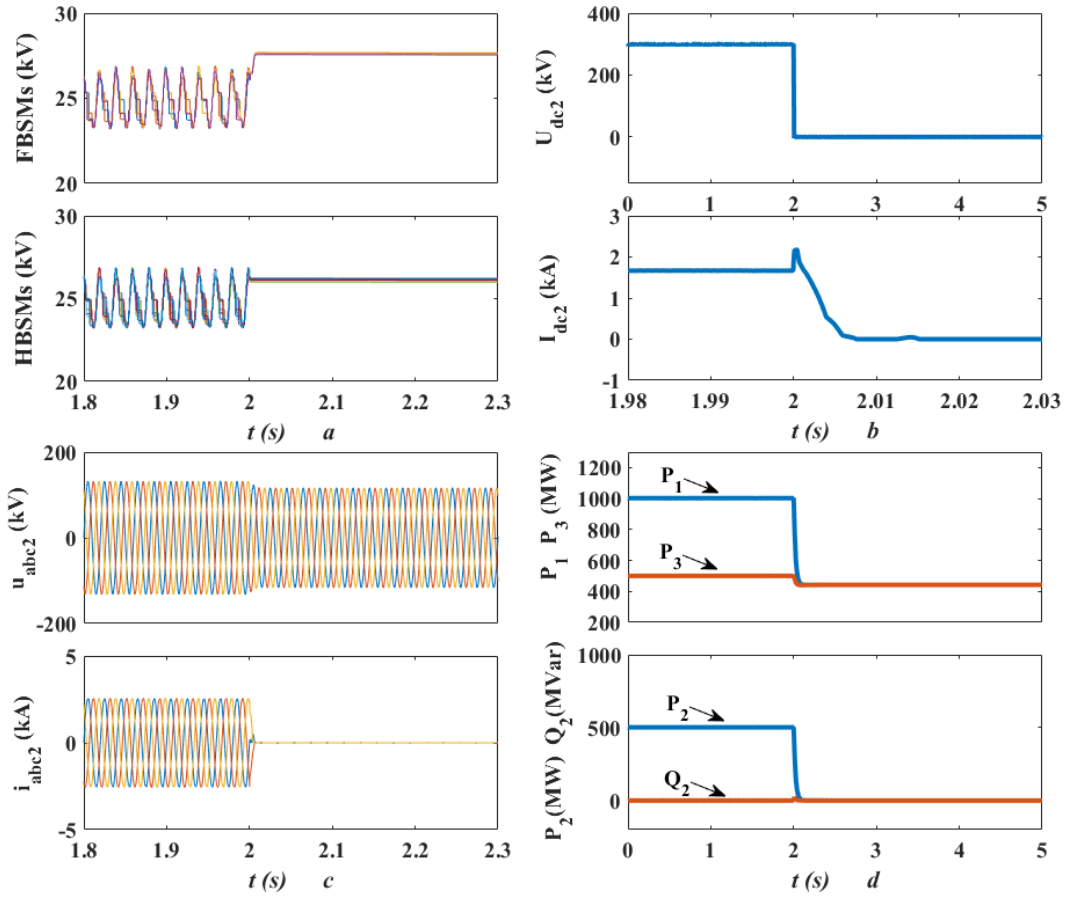 30
25
20
FBSMs (kV)
30
25
20
HBSMs (kV)
1.8 1.9 2 2.1 2.2 2.3
t (s) a
400
200
0
U_dc2 (kV)
0 1 2 3 4 5
3
2
1
0
-1
I_dc2 (kA)
1.98 1.99 2 2.01 2.02 2.03
t (s) b
200
0
-200
u_abc2 (kV)
5
0
-5
i_abc2 (kA)
1.8 1.9 2 2.1 2.2 2.3
t (s) c
1200
1000
800
600
400
200
P_1 P_3 (MW)
P_1
P_3
1000
500
0
P_2(MW) Q_2(MVar)
P_2
Q_2
0 1 2 3 4 5
t (s) d